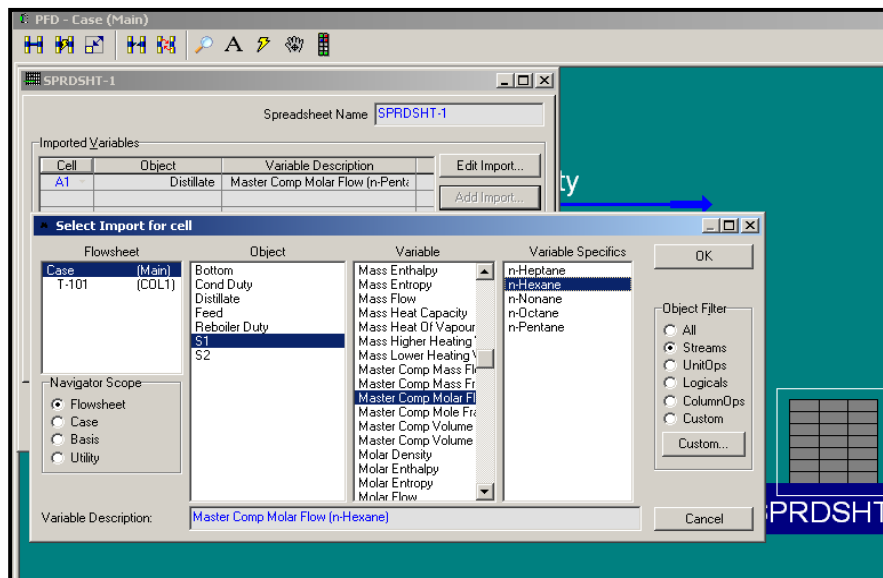 PFD - Case (Main)
A
SPRDSHT-1
Spreadsheet Name SPRDSHT-1
Imported Variables
Cell Object Variable Description
Edit Import...
A1 Distillate Master Comp Molar Flow (n-Penta
Add Import...
ty
Select Import for cell
Flowsheet Object Variable Variable Specifics
OK
Case (Main)
T-101 (COL1)
Bottom
Cond Duty
Distillate
Feed
Reboiler Duty
S1
S2
Mass Enthalpy
Mass Entropy
Mass Flow
Mass Heat Capacity
Mass Heat Of Vapour
Mass Higher Heating
Mass Lower Heating V
Master Comp Mass Fl
Master Comp Mass Fr
Master Comp Molar Fl
Master Comp Mole Fra
Master Comp Volume
Master Comp Volume
Molar Density
Molar Enthalpy
Molar Entropy
Molar Flow
n-Heptane
n-Hexane
n-Nonane
n-Octane
n-Pentane
Object Filter
All
Streams
UnitOps
Logicals
ColumnOps
Custom
Custom...
Navigator Scope
Flowsheet
Case
Basis
Utility
Variable Description: Master Comp Molar Flow (n-Hexane)
Cancel
SPRDSHT